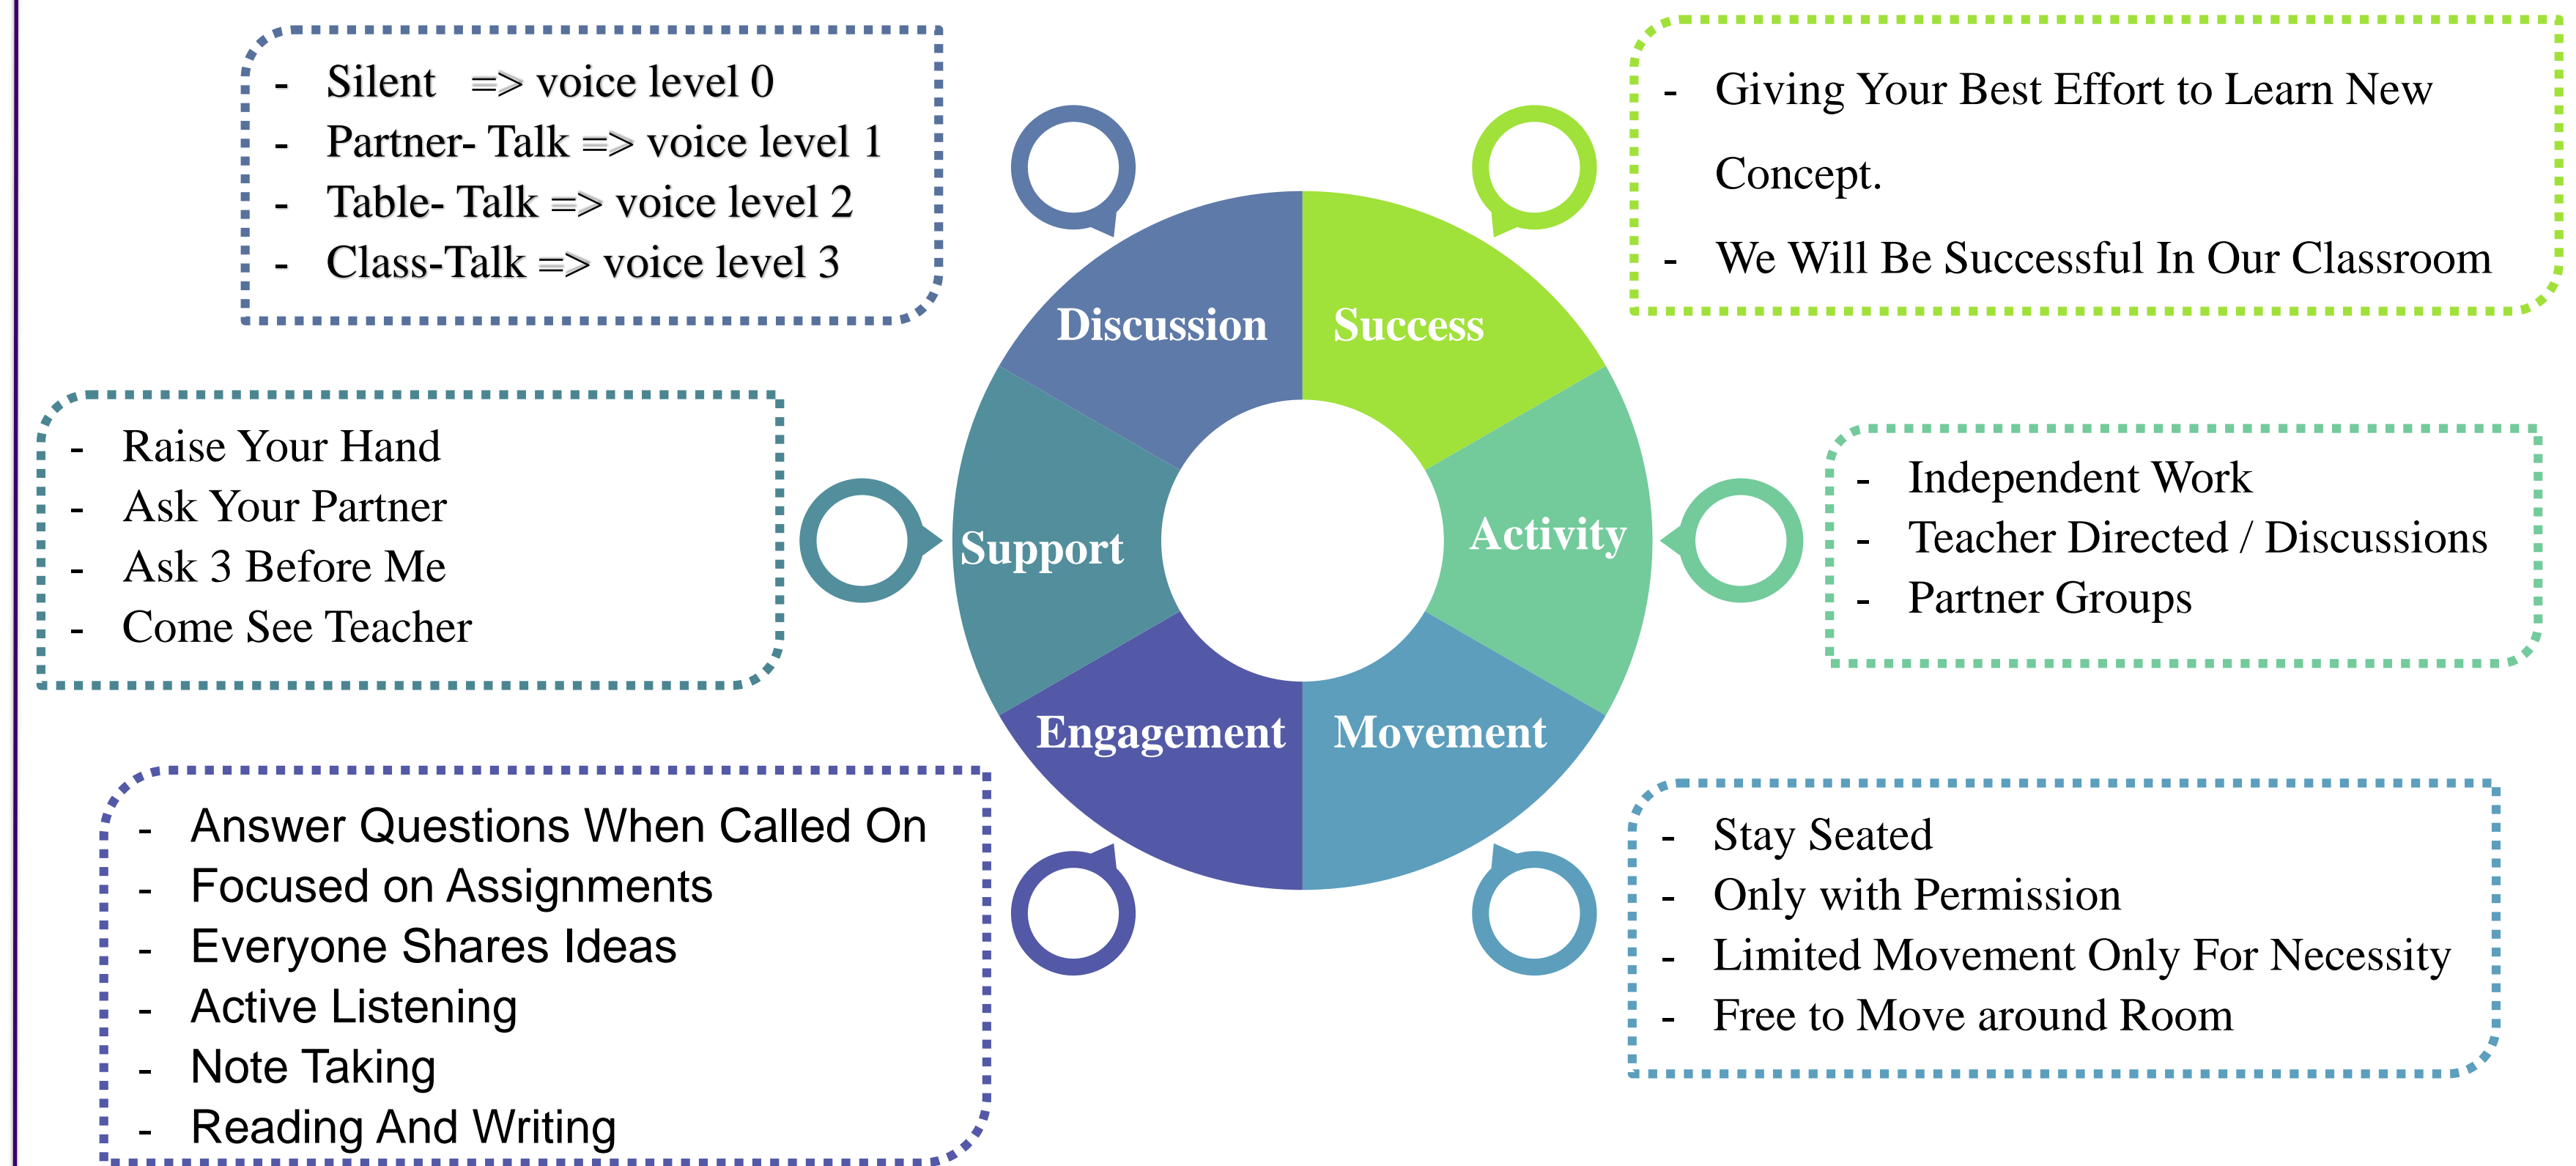 - Silent => voice level 0
- Partner- Talk => voice level 1
- Table- Talk => voice level 2
- Class-Talk => voice level 3
- Giving Your Best Effort to Learn New
Concept.
- We Will Be Successful In Our Classroom
Discussion
Success
- Raise Your Hand
- Ask Your Partner
- Ask 3 Before Me
- Come See Teacher
Support
Activity
- Independent Work
- Teacher Directed / Discussions
- Partner Groups
Engagement
Movement
- Answer Questions When Called On
- Focused on Assignments
- Everyone Shares Ideas
- Active Listening
- Note Taking
- Reading And Writing
- Stay Seated
- Only with Permission
- Limited Movement Only For Necessity
- Free to Move around Room